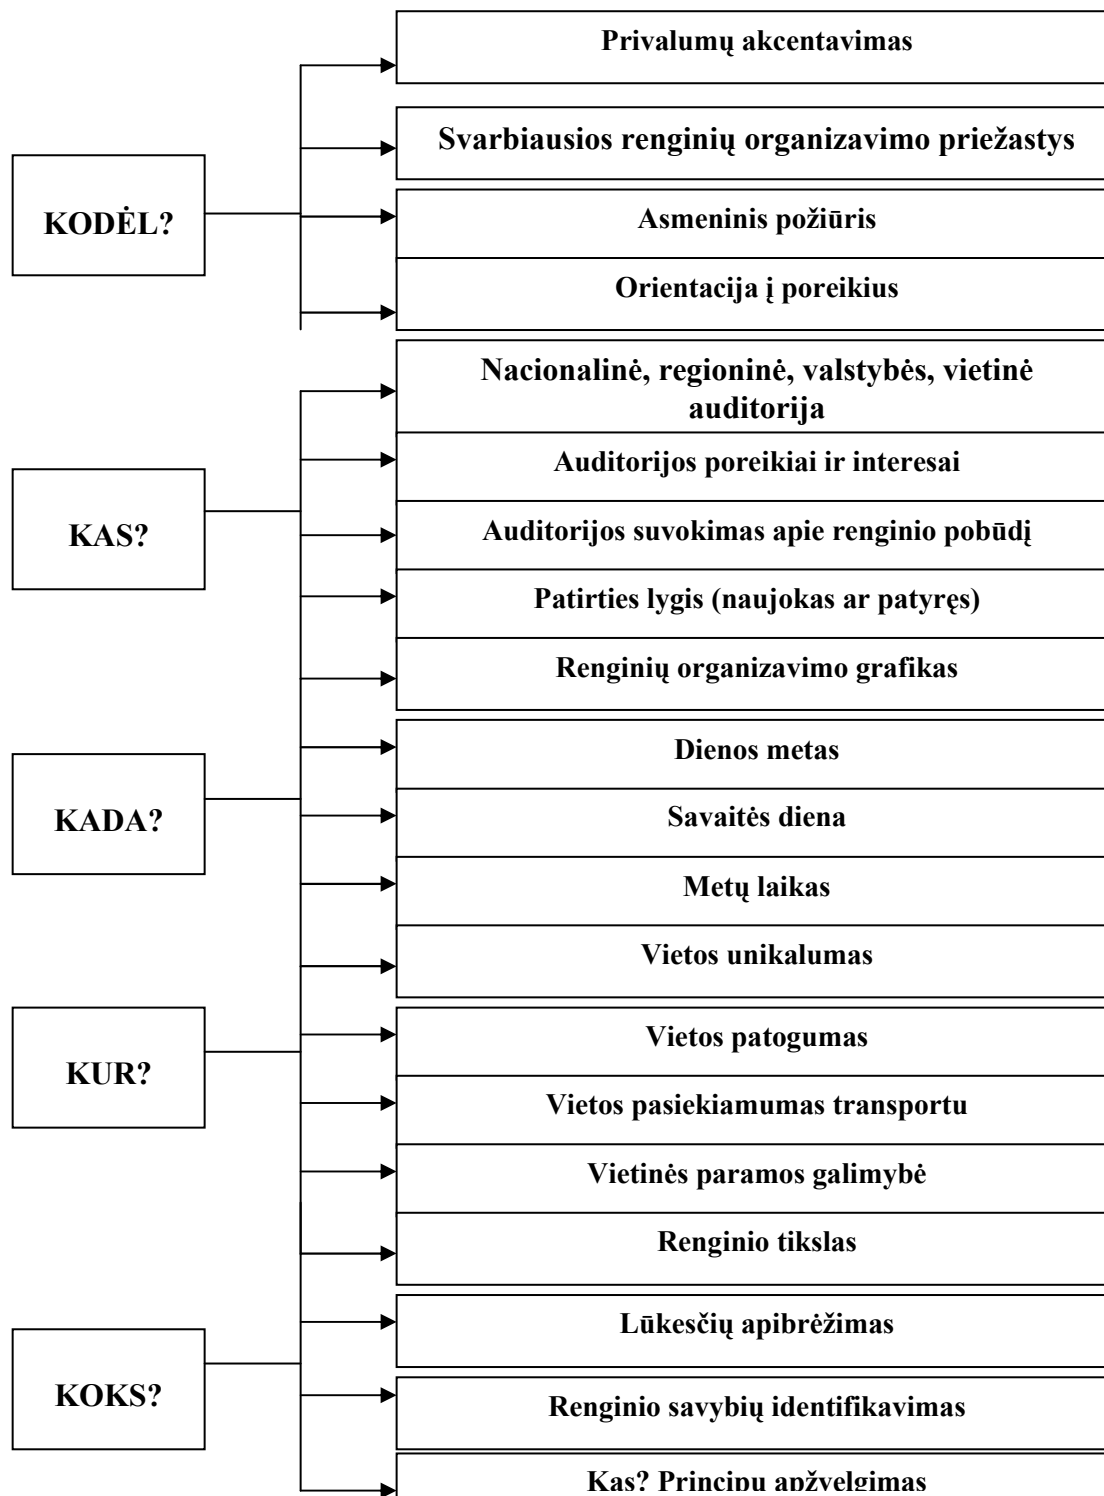 KODĖL?
Privalumų akcentavimas
Svarbiausios renginių organizavimo priežastys
Asmeninis požiūris
Orientacija į poreikius
KAS?
Nacionalinė, regioninė, valstybės, vietinė
auditorija
Auditorijos poreikiai ir interesai
Auditorijos suvokimas apie renginio pobūdį
Patirties lygis (naujokas ar patyręs)
Renginių organizavimo grafikas
KADA?
Dienos metas
Savaitės diena
Metų laikas
Vietos unikalumas
KUR?
Vietos patogumas
Vietos pasiekiamumas transportu
Vietinės paramos galimybė
Renginio tikslas
KOKS?
Lūkesčių apibrėžimas
Renginio savybių identifikavimas
Kas? Principų apžvelgimas